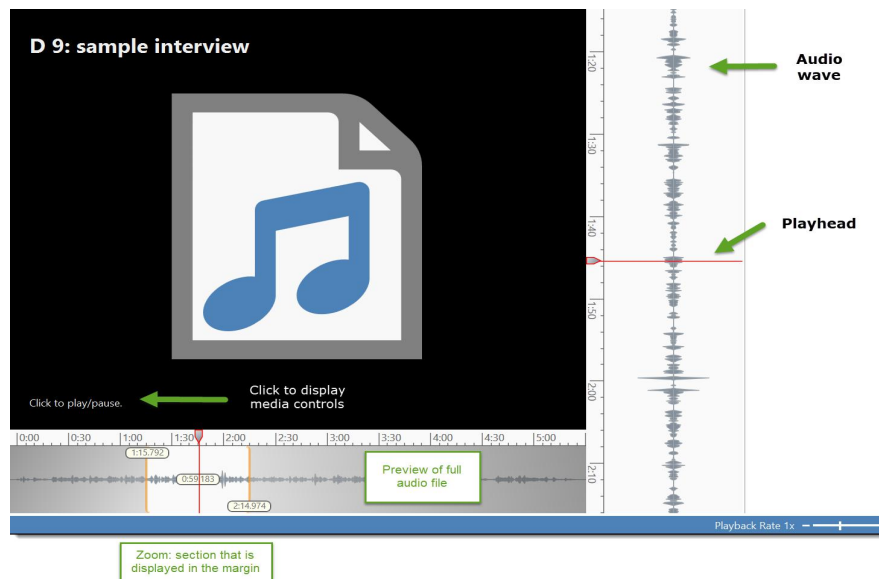 D 9: sample interview
Audio
wave
Playhead
Click to play/pause.
Click to display
media controls
1:20
1:30
1:40
1:50
2:00
2:10
0:00 0:30 1:00 1:30 2:00 2:30 3:00 3:30 4:00 4:30 5:00
1:15.792
0:59.183
2:14.974
Preview of full
audio file
Playback Rate 1x
Zoom: section that is
displayed in the margin